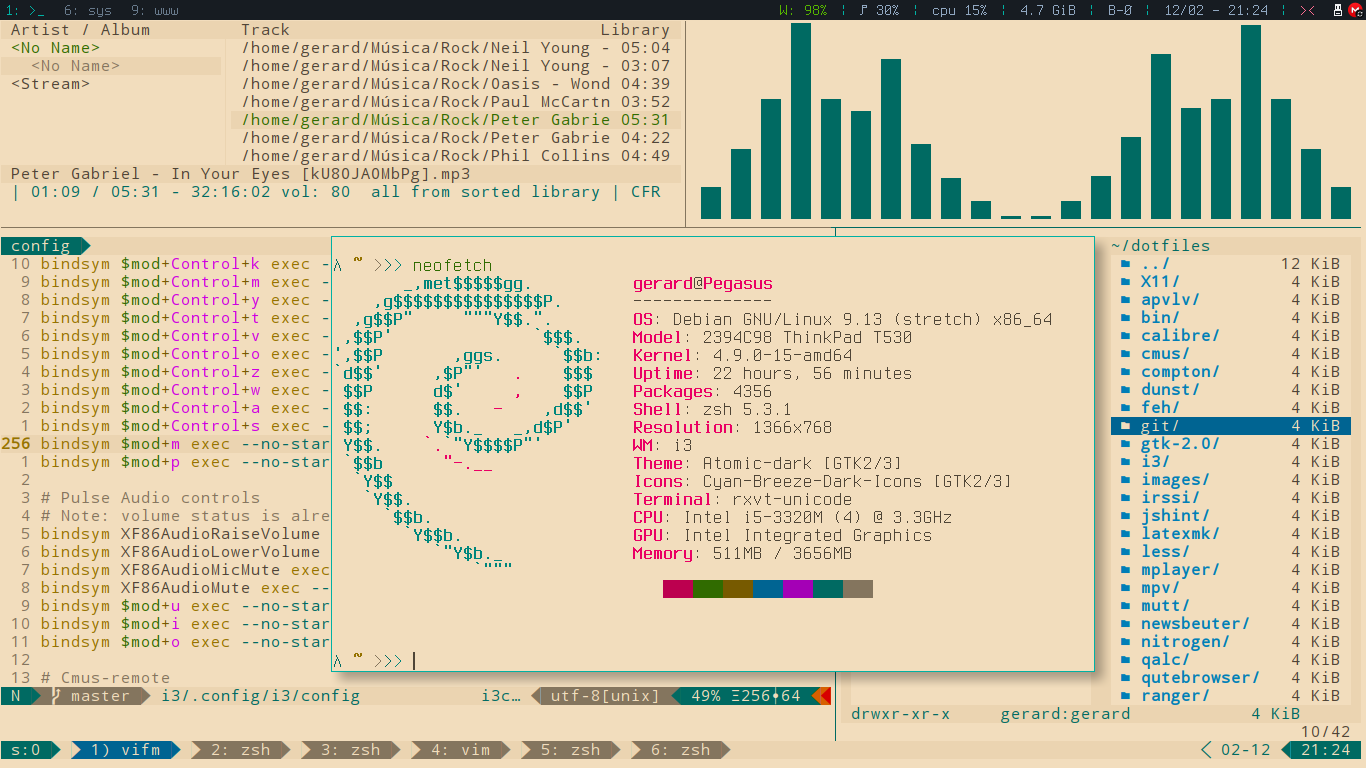 1: >_ 6: sys 9: www W: 98% 30% cpu 15% 4.7 GiB B-0 12/02 - 21:24 ><
Artist / Album Track Library
<No Name> /home/gerard/Música/Rock/Neil Young - 05:04
<No Name> /home/gerard/Música/Rock/Neil Young - 03:07
<Stream> /home/gerard/Música/Rock/Oasis - Wond 04:39
/home/gerard/Música/Rock/Paul McCartn 03:52
/home/gerard/Música/Rock/Peter Gabrie 05:31
/home/gerard/Música/Rock/Peter Gabrie 04:22
/home/gerard/Música/Rock/Phil Collins 04:49
Peter Gabriel - In Your Eyes [kU8OJAOMbPg].mp3
| 01:09 / 05:31 - 32:16:02 vol: 80 all from sorted library | CFR
config
10 bindsym $mod+Control+k exec -
9 bindsym $mod+Control+m exec -
8 bindsym $mod+Control+y exec -
7 bindsym $mod+Control+t exec -
6 bindsym $mod+Control+v exec -
5 bindsym $mod+Control+o exec -
4 bindsym $mod+Control+z exec -
3 bindsym $mod+Control+w exec -
2 bindsym $mod+Control+a exec -
1 bindsym $mod+Control+s exec -
256 bindsym $mod+m exec --no-star
1 bindsym $mod+p exec --no-star
2
3 # Pulse Audio controls
4 # Note: volume status is alre
5 bindsym XF86AudioRaiseVolume
6 bindsym XF86AudioLowerVolume
7 bindsym XF86AudioMicMute exec
8 bindsym XF86AudioMute exec --
9 bindsym $mod+u exec --no-star
10 bindsym $mod+i exec --no-star
11 bindsym $mod+o exec --no-star
12
13 # Cmus-remote
N master i3/.config/i3/config i3c… utf-8[unix] 49% Ξ256 64
λ ~ >>> neofetch
_,met$$$$$gg.
,g$$$$$$$$$$$$$$$P.
,g$$P" """Y$$.".
,$$P' `$$$.
',$$P ,ggs. `$$b:
`d$$' ,$P"' . $$$
$$P d$' , $$P
$$: $$. - ,d$$'
$$; Y$b._ _,d$P'
Y$$. `.`"Y$$$$P"'
`$$b "-.__
`Y$$
`Y$$.
`$$b.
`Y$$b.
`"Y$b._
`"""
gerard@Pegasus
--------------
OS: Debian GNU/Linux 9.13 (stretch) x86_64
Model: 2394C98 ThinkPad T530
Kernel: 4.9.0-15-amd64
Uptime: 22 hours, 56 minutes
Packages: 4356
Shell: zsh 5.3.1
Resolution: 1366x768
WM: i3
Theme: Atomic-dark [GTK2/3]
Icons: Cyan-Breeze-Dark-Icons [GTK2/3]
Terminal: rxvt-unicode
CPU: Intel i5-3320M (4) @ 3.3GHz
GPU: Intel Integrated Graphics
Memory: 511MB / 3656MB
λ ~ >>>
~/dotfiles
../ 12 KiB
X11/ 4 KiB
apvlv/ 4 KiB
bin/ 4 KiB
calibre/ 4 KiB
cmus/ 4 KiB
compton/ 4 KiB
dunst/ 4 KiB
feh/ 4 KiB
git/ 4 KiB
gtk-2.0/ 4 KiB
i3/ 4 KiB
images/ 4 KiB
irssi/ 4 KiB
jshint/ 4 KiB
latexmk/ 4 KiB
less/ 4 KiB
mplayer/ 4 KiB
mpv/ 4 KiB
mutt/ 4 KiB
newsbeuter/ 4 KiB
nitrogen/ 4 KiB
qalc/ 4 KiB
qutebrowser/ 4 KiB
ranger/ 4 KiB
drwxr-xr-x gerard:gerard 4 KiB
10/42
s:0 1) vifm 2: zsh 3: zsh 4: vim 5: zsh 6: zsh 02-12 21:24